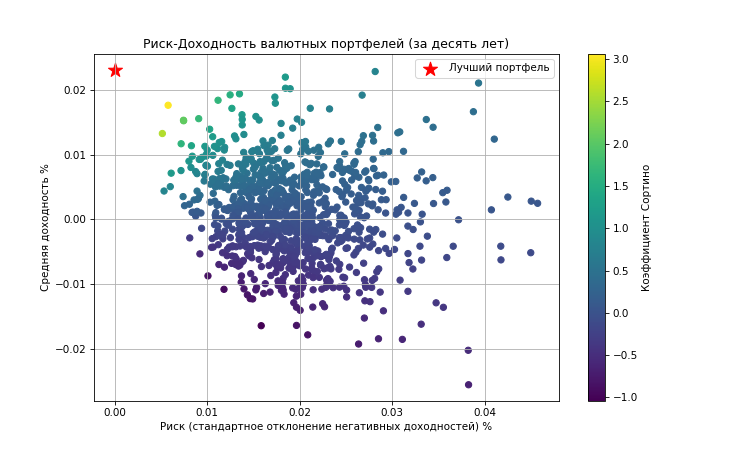 Риск-Доходность валютных портфелей (за десять лет)
Лучший портфель
Средняя доходность %
0.02
0.01
0.00
−0.01
−0.02
0.00 0.01 0.02 0.03 0.04
Риск (стандартное отклонение негативных доходностей) %
3.0
2.5
2.0
1.5
1.0
0.5
0.0
−0.5
−1.0
Коэффициент Сортино